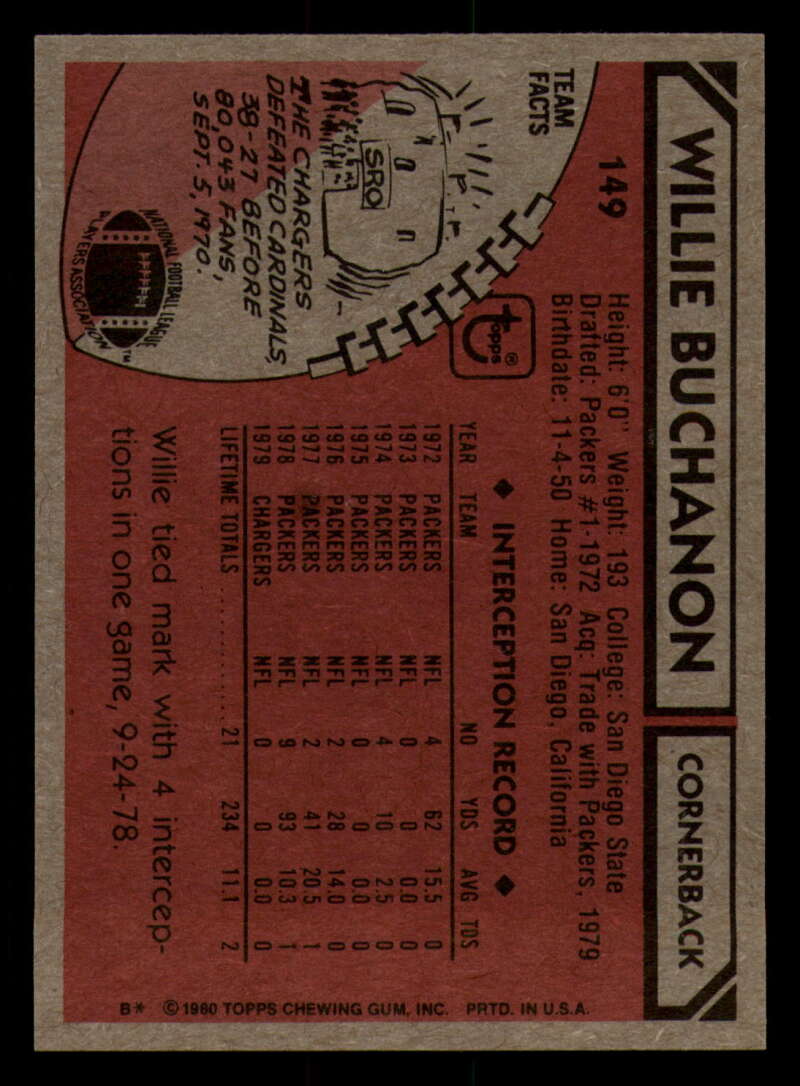 WILLIE BUCHANON
CORNERBACK
149
Height: 6'0" Weight: 193 College: San Diego State
Drafted: Packers #1-1972 Acq: Trade with Packers, 1979
Birthdate: 11-4-50 Home: San Diego, California
topps®
TEAM
FACTS
SRO
THE CHARGERS
DEFEATED CARDINALS,
38-27 BEFORE
80,043 FANS,
SEPT. 5, 1970.
NATIONAL FOOTBALL LEAGUE
PLAYERS ASSOCIATION™
◆ INTERCEPTION RECORD ◆
YEAR TEAM NO YDS AVG TDS
1972 PACKERS NFL 4 62 15.5 0
1973 PACKERS NFL 0 0 0.0 0
1974 PACKERS NFL 4 10 2.5 0
1975 PACKERS NFL 0 0 0.0 0
1976 PACKERS NFL 2 28 14.0 0
1977 PACKERS NFL 2 41 20.5 1
1978 PACKERS NFL 9 93 10.3 1
1979 CHARGERS NFL 0 0 0.0 0
LIFETIME TOTALS ........ 21 234 11.1 2
Willie tied mark with 4 intercep-
tions in one game, 9-24-78.
B* © 1980 TOPPS CHEWING GUM, INC. PRTD. IN U.S.A.